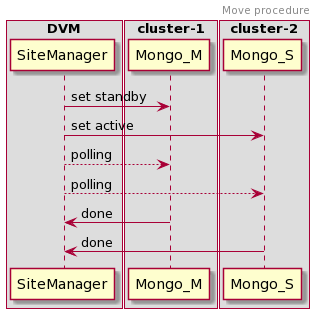 Move procedure
DVM cluster-1 cluster-2
SiteManager Mongo_M Mongo_S
set standby
set active
polling
polling
done
done
SiteManager Mongo_M Mongo_S